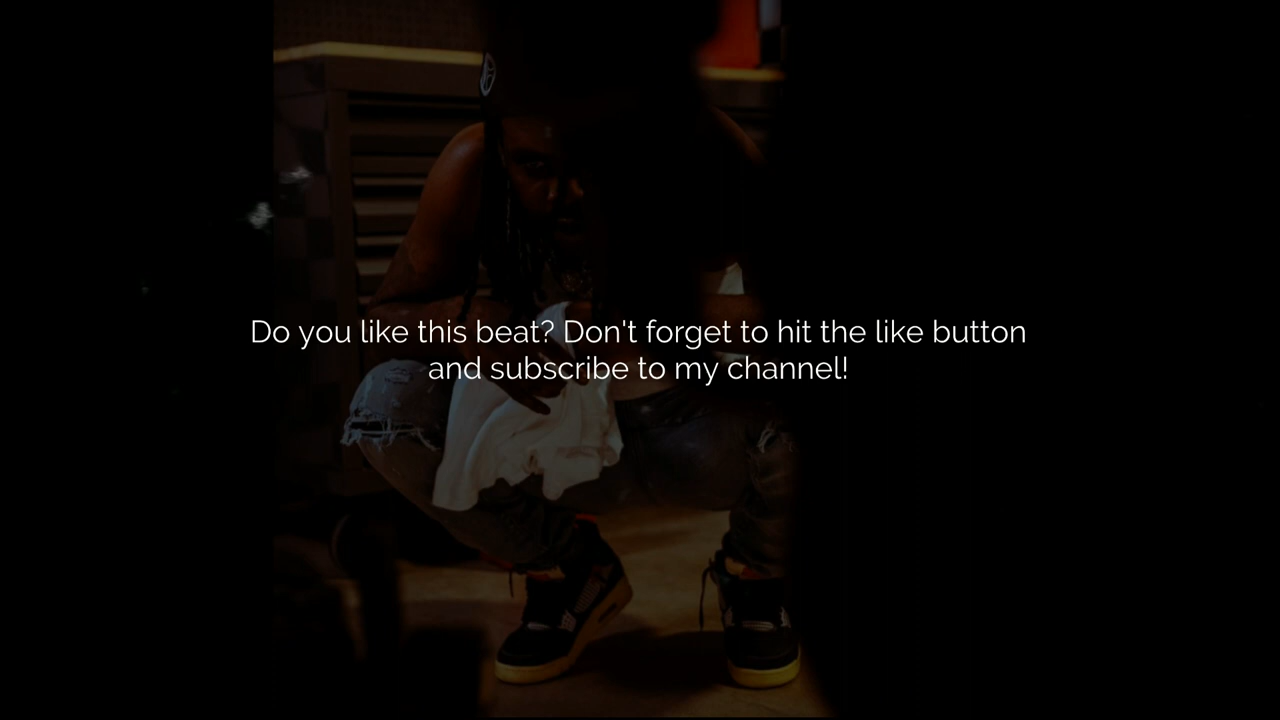 Do you like this beat? Don't forget to hit the like button
and subscribe to my channel!